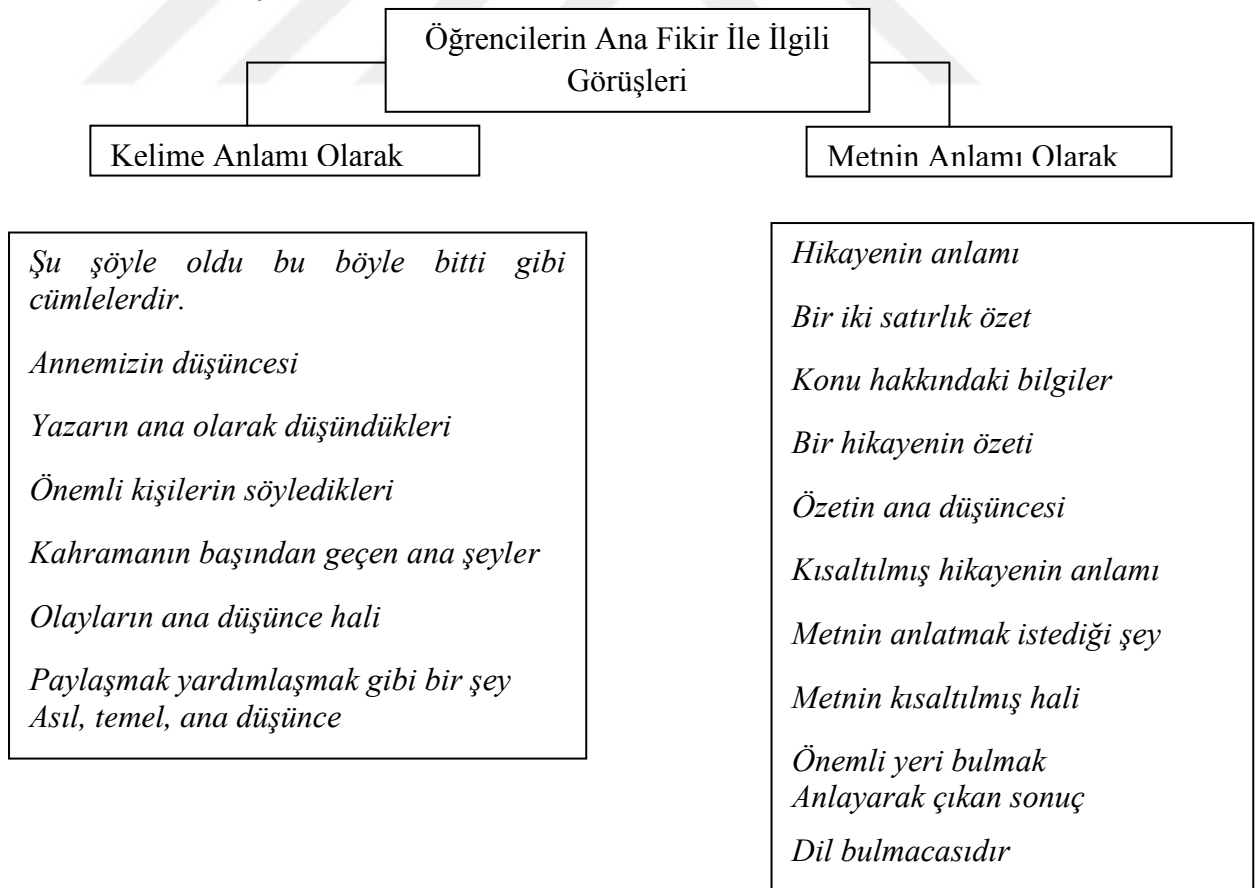 Öğrencilerin Ana Fikir İle İlgili
Görüşleri
Kelime Anlamı Olarak
Metnin Anlamı Olarak
Şu şöyle oldu bu böyle bitti gibi
cümlelerdir.
Annemizin düşüncesi
Yazarın ana olarak düşündükleri
Önemli kişilerin söyledikleri
Kahramanın başından geçen ana şeyler
Olayların ana düşünce hali
Paylaşmak yardımlaşmak gibi bir şey
Asıl, temel, ana düşünce
Hikayenin anlamı
Bir iki satırlık özet
Konu hakkındaki bilgiler
Bir hikayenin özeti
Özetin ana düşüncesi
Kısaltılmış hikayenin anlamı
Metnin anlatmak istediği şey
Metnin kısaltılmış hali
Önemli yeri bulmak
Anlayarak çıkan sonuç
Dil bulmacasıdır